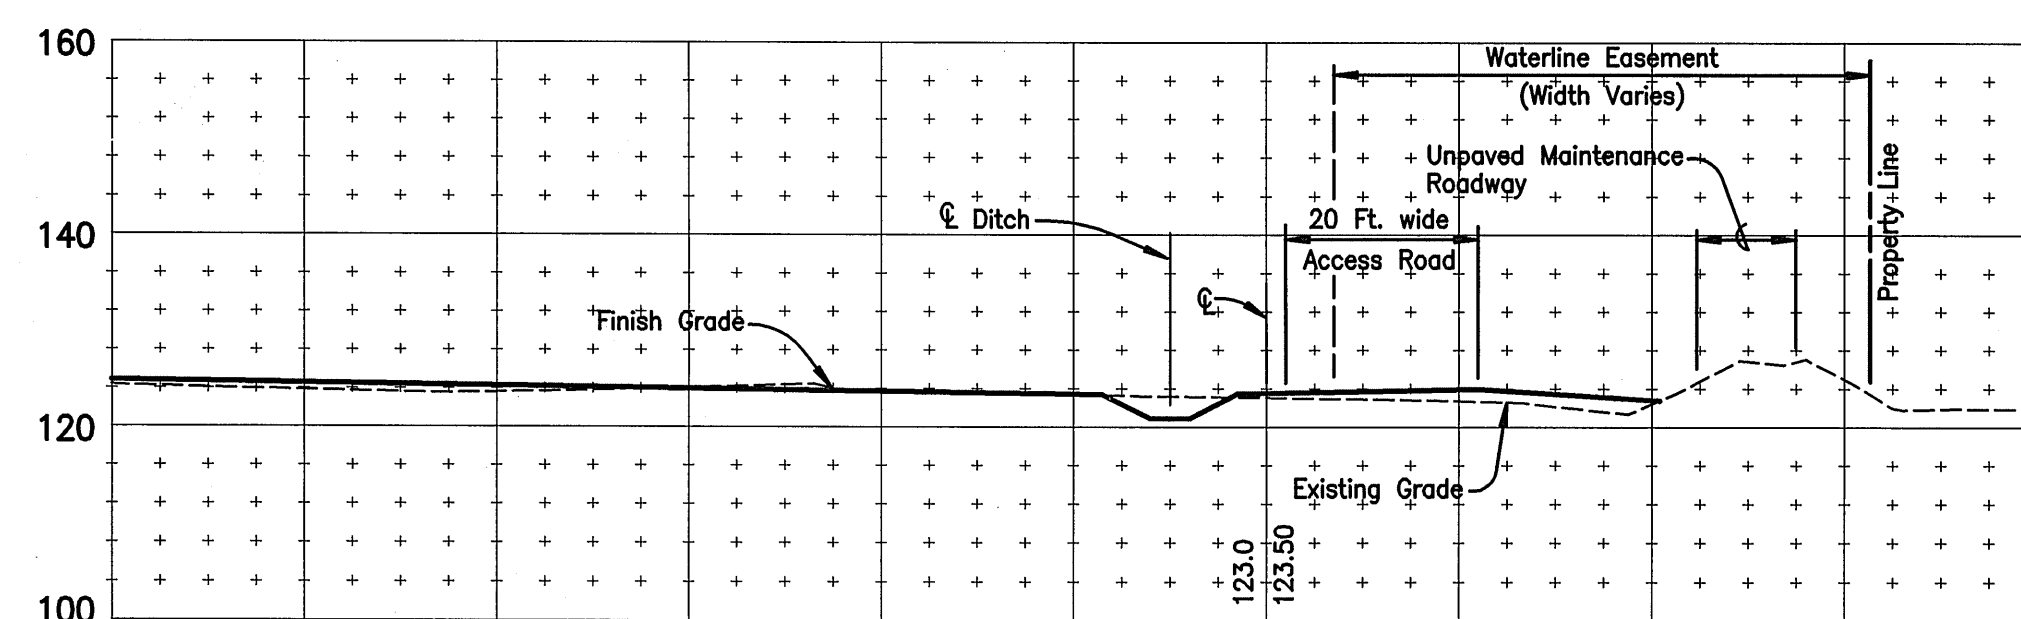 160
Waterline Easement
(Width Varies)
Unpaved Maintenance
Roadway
Property Line
℄ Ditch
20 Ft. wide
140
Access Road
℄
Finish Grade
120
Existing Grade
123.0
123.50
100